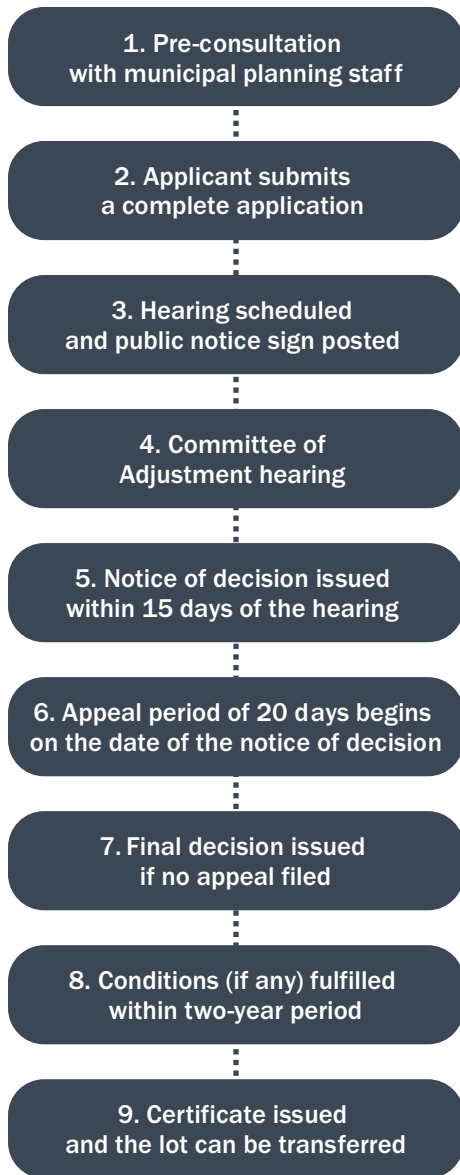 1. Pre-consultation
with municipal planning staff
2. Applicant submits
a complete application
3. Hearing scheduled
and public notice sign posted
4. Committee of
Adjustment hearing
5. Notice of decision issued
within 15 days of the hearing
6. Appeal period of 20 days begins
on the date of the notice of decision
7. Final decision issued
if no appeal filed
8. Conditions (if any) fulfilled
within two-year period
9. Certificate issued
and the lot can be transferred